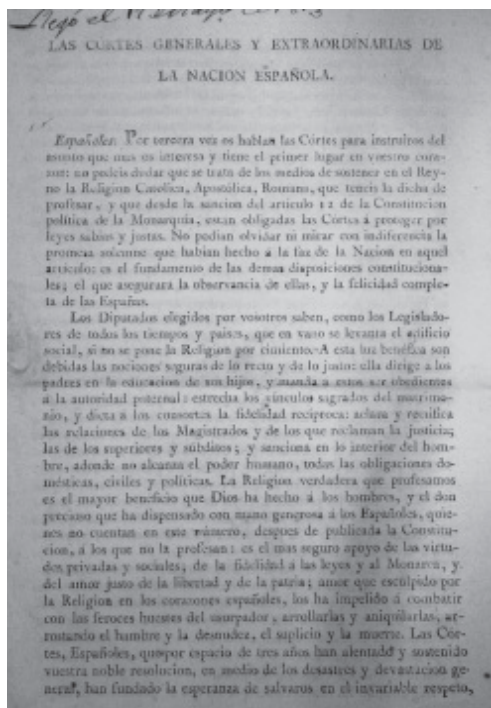 Llegó el
LAS CORTES GENERALES Y EXTRAORDINARIAS DE
LA NACION ESPAÑOLA.
Españoles: Por tercera vez os hablan las Córtes para instruiros del
asunto que mas os interesa y tiene el primer lugar en vuestro cora-
zon: no podeis dudar que se trata de los medios de sostener en el Rey-
no la Religion Católica, Apostólica, Romana, que teneis la dicha de
profesar, y que desde la sancion del artículo 12 de la Constitucion
política de la Monarquía, estan obligadas las Córtes á proteger por
leyes sabias y justas. No podian olvidar ni mirar con indiferencia la
promesa solemne que habian hecho á la faz de la Nacion en aquel
artículo: es el fundamento de las demas disposiciones constituciona-
les; el que asegurara la observancia de ellas, y la felicidad comple-
ta de las Españas.
Los Diputados elegidos por vosotros saben, como los Legislado-
res de todos los tiempos y paises, que en vano se levanta el edificio
social, si no se pone la Religion por cimiento. A esta luz benéfica son
debidas las nociones seguras de lo recto y de lo justo: ella dirige á los
padres en la educacion de sus hijos, y manda á estos ser obedientes
á la autoridad paternal: estrecha los vínculos sagrados del matrimo-
nio, y dicta á los consortes la fidelidad recíproca: aclara y rectifica
las relaciones de los Magistrados y de los que reclaman la justicia;
las de los superiores y subditos; y sanciona en lo interior del hom-
bre, adonde no alcanza el poder humano, todas las obligaciones do-
mésticas, civiles y políticas. La Religion verdadera que profesamos
es el mayor beneficio que Dios ha hecho á los hombres, y el don
precioso que ha dispensado con mano generosa á los Españoles, quie-
nes no cuentan en este número, despues de publicada la Constitu-
cion, á los que no la profesan: es el mas seguro apoyo de las virtu-
des privadas y sociales, de la fidelidad á las leyes y al Monarca, y
del amor justo de la libertad y de la patria; amor que esculpido por
la Religion en los corazones españoles, los ha impelido á combatir
con las feroces huestes del usurpador, arrollarlas y aniquilarlas, ar-
rostrando el hambre y la desnudez, el suplicio y la muerte. Las Cór-
tes, Españoles, que por espacio de tres años han alentado y sostenido
vuestra noble resolucion, en medio de los desastres y devastacion ge-
neral, han fundado la esperanza de salvaros en el invariable respeto,